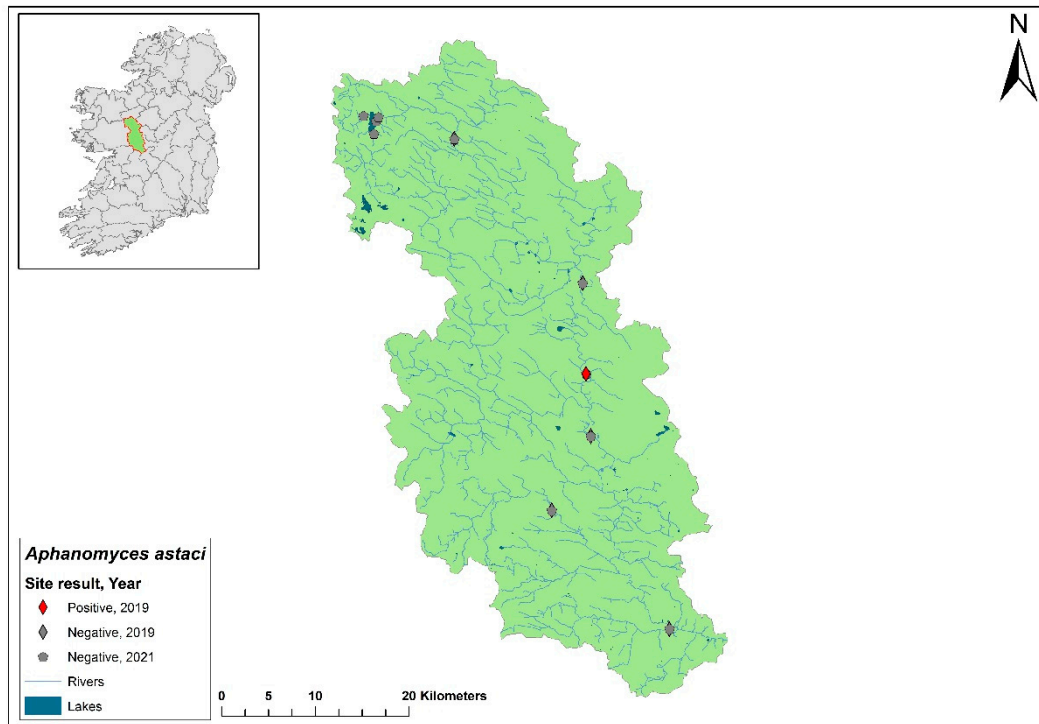 N
Aphanomyces astaci
Site result, Year
Positive, 2019
Negative, 2019
Negative, 2021
Rivers
Lakes
0 5 10 20 Kilometers